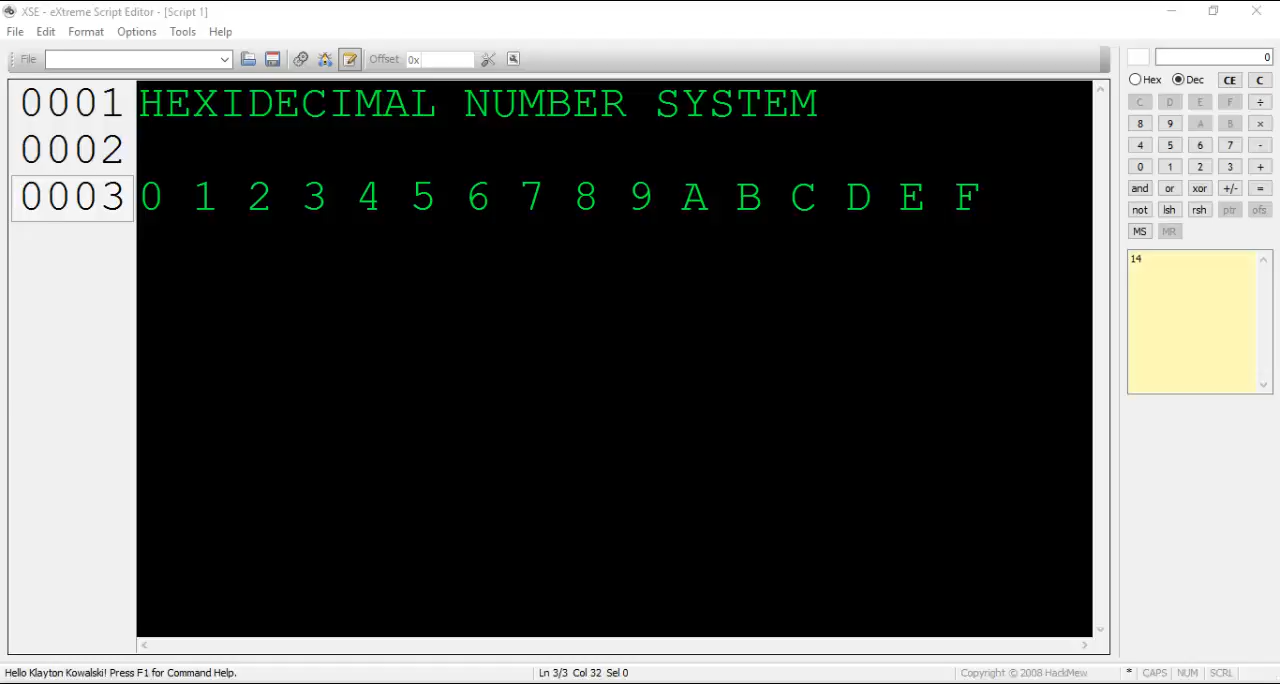 XSE - eXtreme Script Editor - [Script 1]
File Edit Format Options Tools Help
File Offset 0x
0
Hex Dec CE C
C D E F ÷
8 9 A B ×
4 5 6 7 -
0 1 2 3 +
and or xor +/- =
not lsh rsh ptr ofs
MS MR
14
0001 HEXIDECIMAL NUMBER SYSTEM
0002
0003 0 1 2 3 4 5 6 7 8 9 A B C D E F
Hello Klayton Kowalski! Press F1 for Command Help. Ln 3/3 Col 32 Sel 0 Copyright © 2008 HackMew * CAPS NUM SCRL